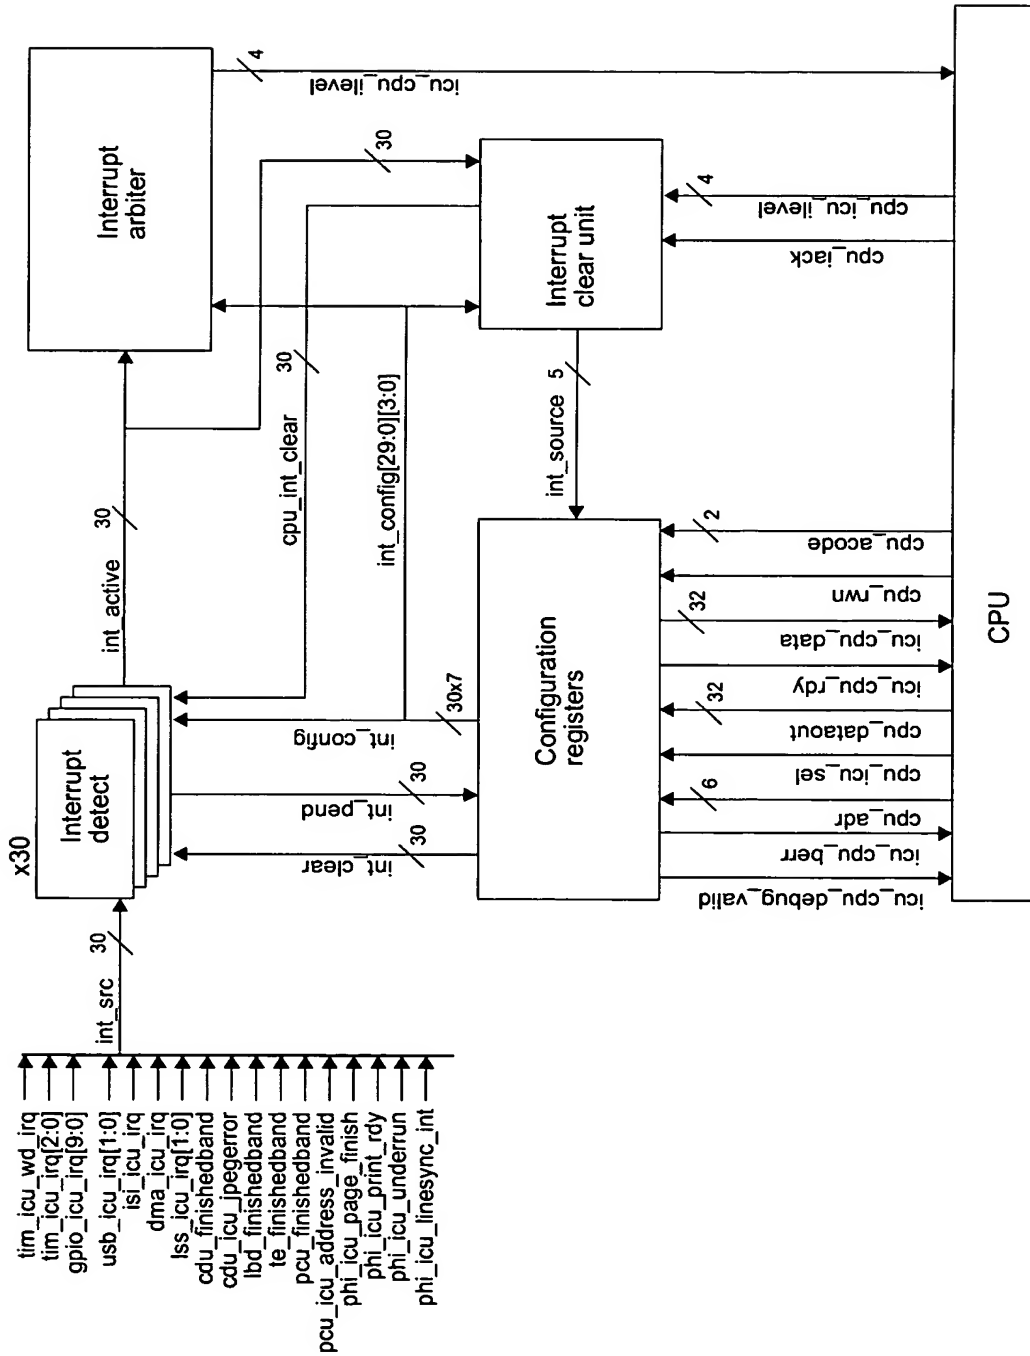 tim_icu_wd_irq
tim_icu_irq[2:0]
gpio_icu_irq[9:0]
usb_icu_irq[1:0]
isi_icu_irq
dma_icu_irq
lss_icu_irq[1:0]
cdu_finishedband
cdu_icu_jpegerror
lbd_finishedband
te_finishedband
pcu_finishedband
pcu_icu_address_invalid
phi_icu_page_finish
phi_icu_print_rdy
phi_icu_underrun
phi_icu_linesync_int
int_src
30
x30
Interrupt
detect
int_active
30
Interrupt
arbiter
4
icu_cpu_ilevel
30
30
cpu_int_clear
int_config[29:0][3:0]
Interrupt
clear unit
4
cpu_icu_ilevel
cpu_iack
int_source
5
int_clear
30
int_pend
30
int_config
30x7
Configuration
registers
icu_cpu_debug_valid
icu_cpu_berr
cpu_adr
6
cpu_icu_sel
cpu_dataout
32
icu_cpu_rdy
icu_cpu_data
32
cpu_rwn
cpu_acode
2
CPU